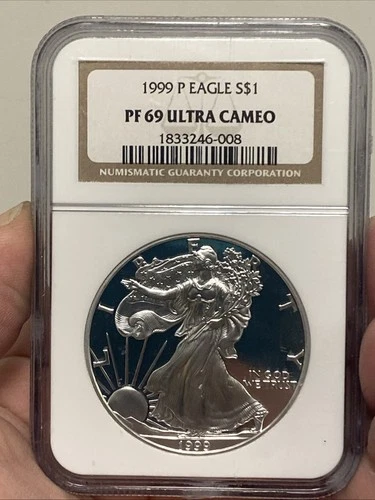 1999 P EAGLE S$1
PF 69 ULTRA CAMEO
1833246-008
NUMISMATIC GUARANTY CORPORATION
LIBERTY
IN GOD
WE TRUST
1999